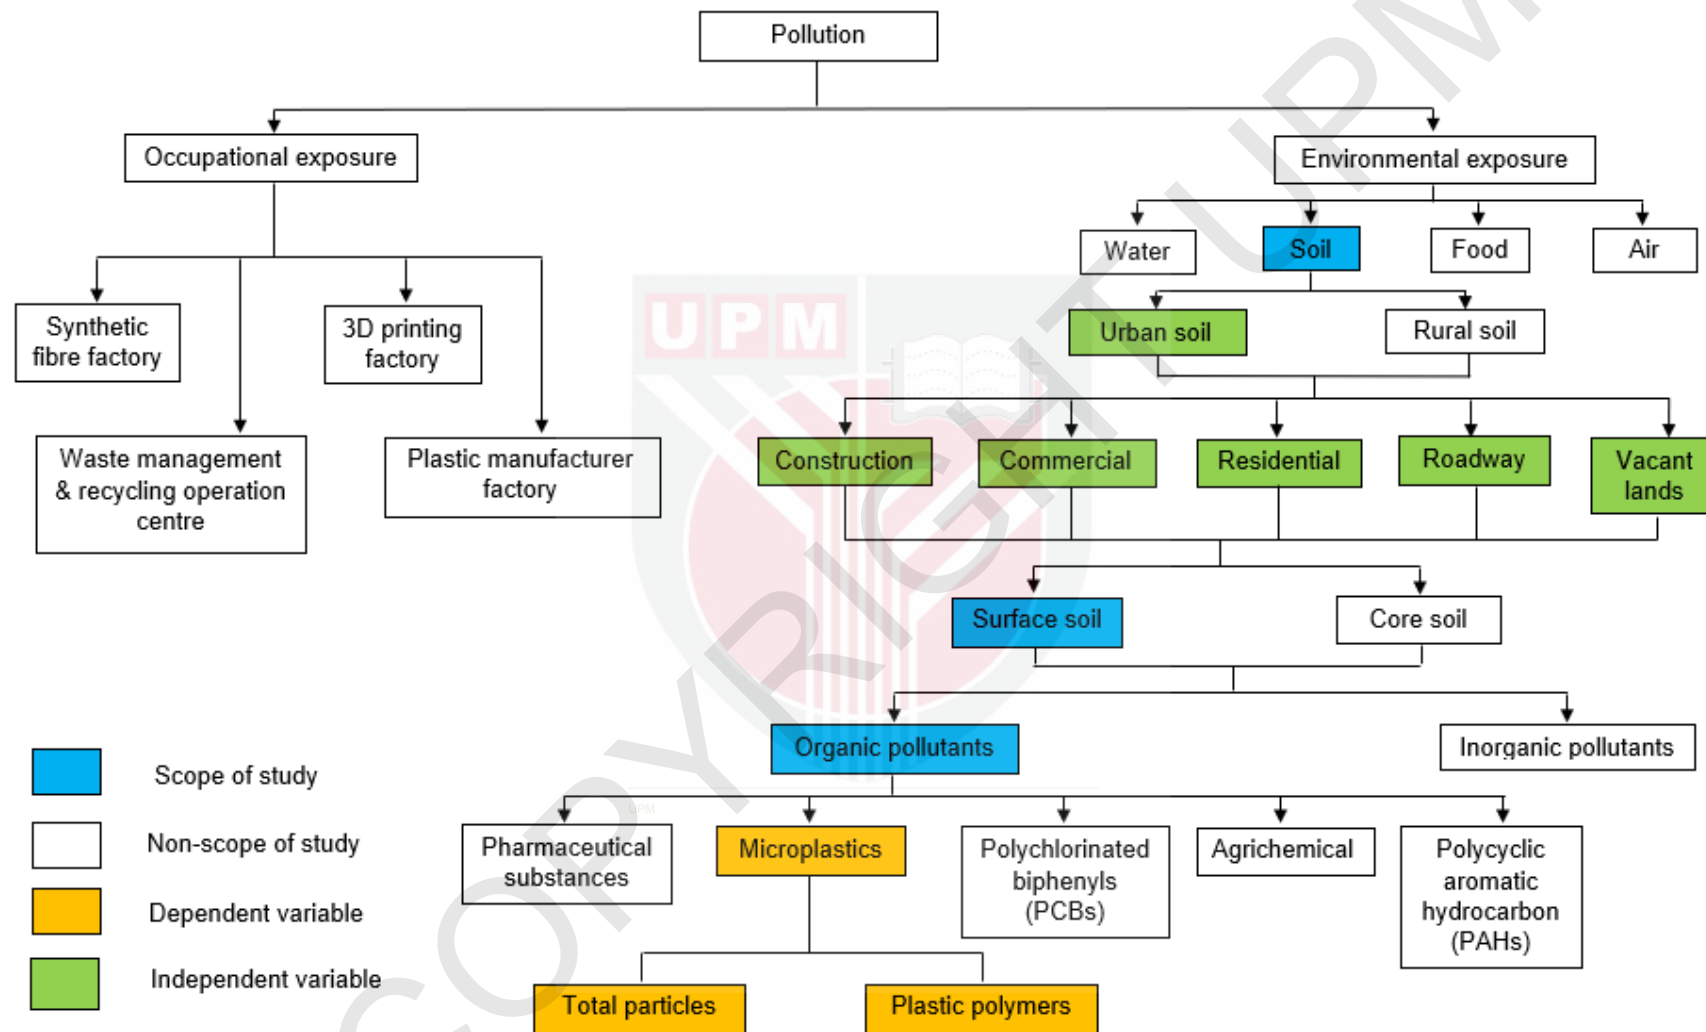 Pollution
Occupational exposure
Environmental exposure
Water
Soil
Food
Air
Synthetic
fibre factory
3D printing
factory
Urban soil
Rural soil
Waste management
& recycling operation
centre
Plastic manufacturer
factory
Construction
Commercial
Residential
Roadway
Vacant
lands
Surface soil
Core soil
Organic pollutants
Inorganic pollutants
Pharmaceutical
substances
Microplastics
Polychlorinated
biphenyls
(PCBs)
Agrichemical
Polycyclic
aromatic
hydrocarbon
(PAHs)
Total particles
Plastic polymers
Scope of study
Non-scope of study
Dependent variable
Independent variable
UPM
UPM
COPYRIGHT UPM